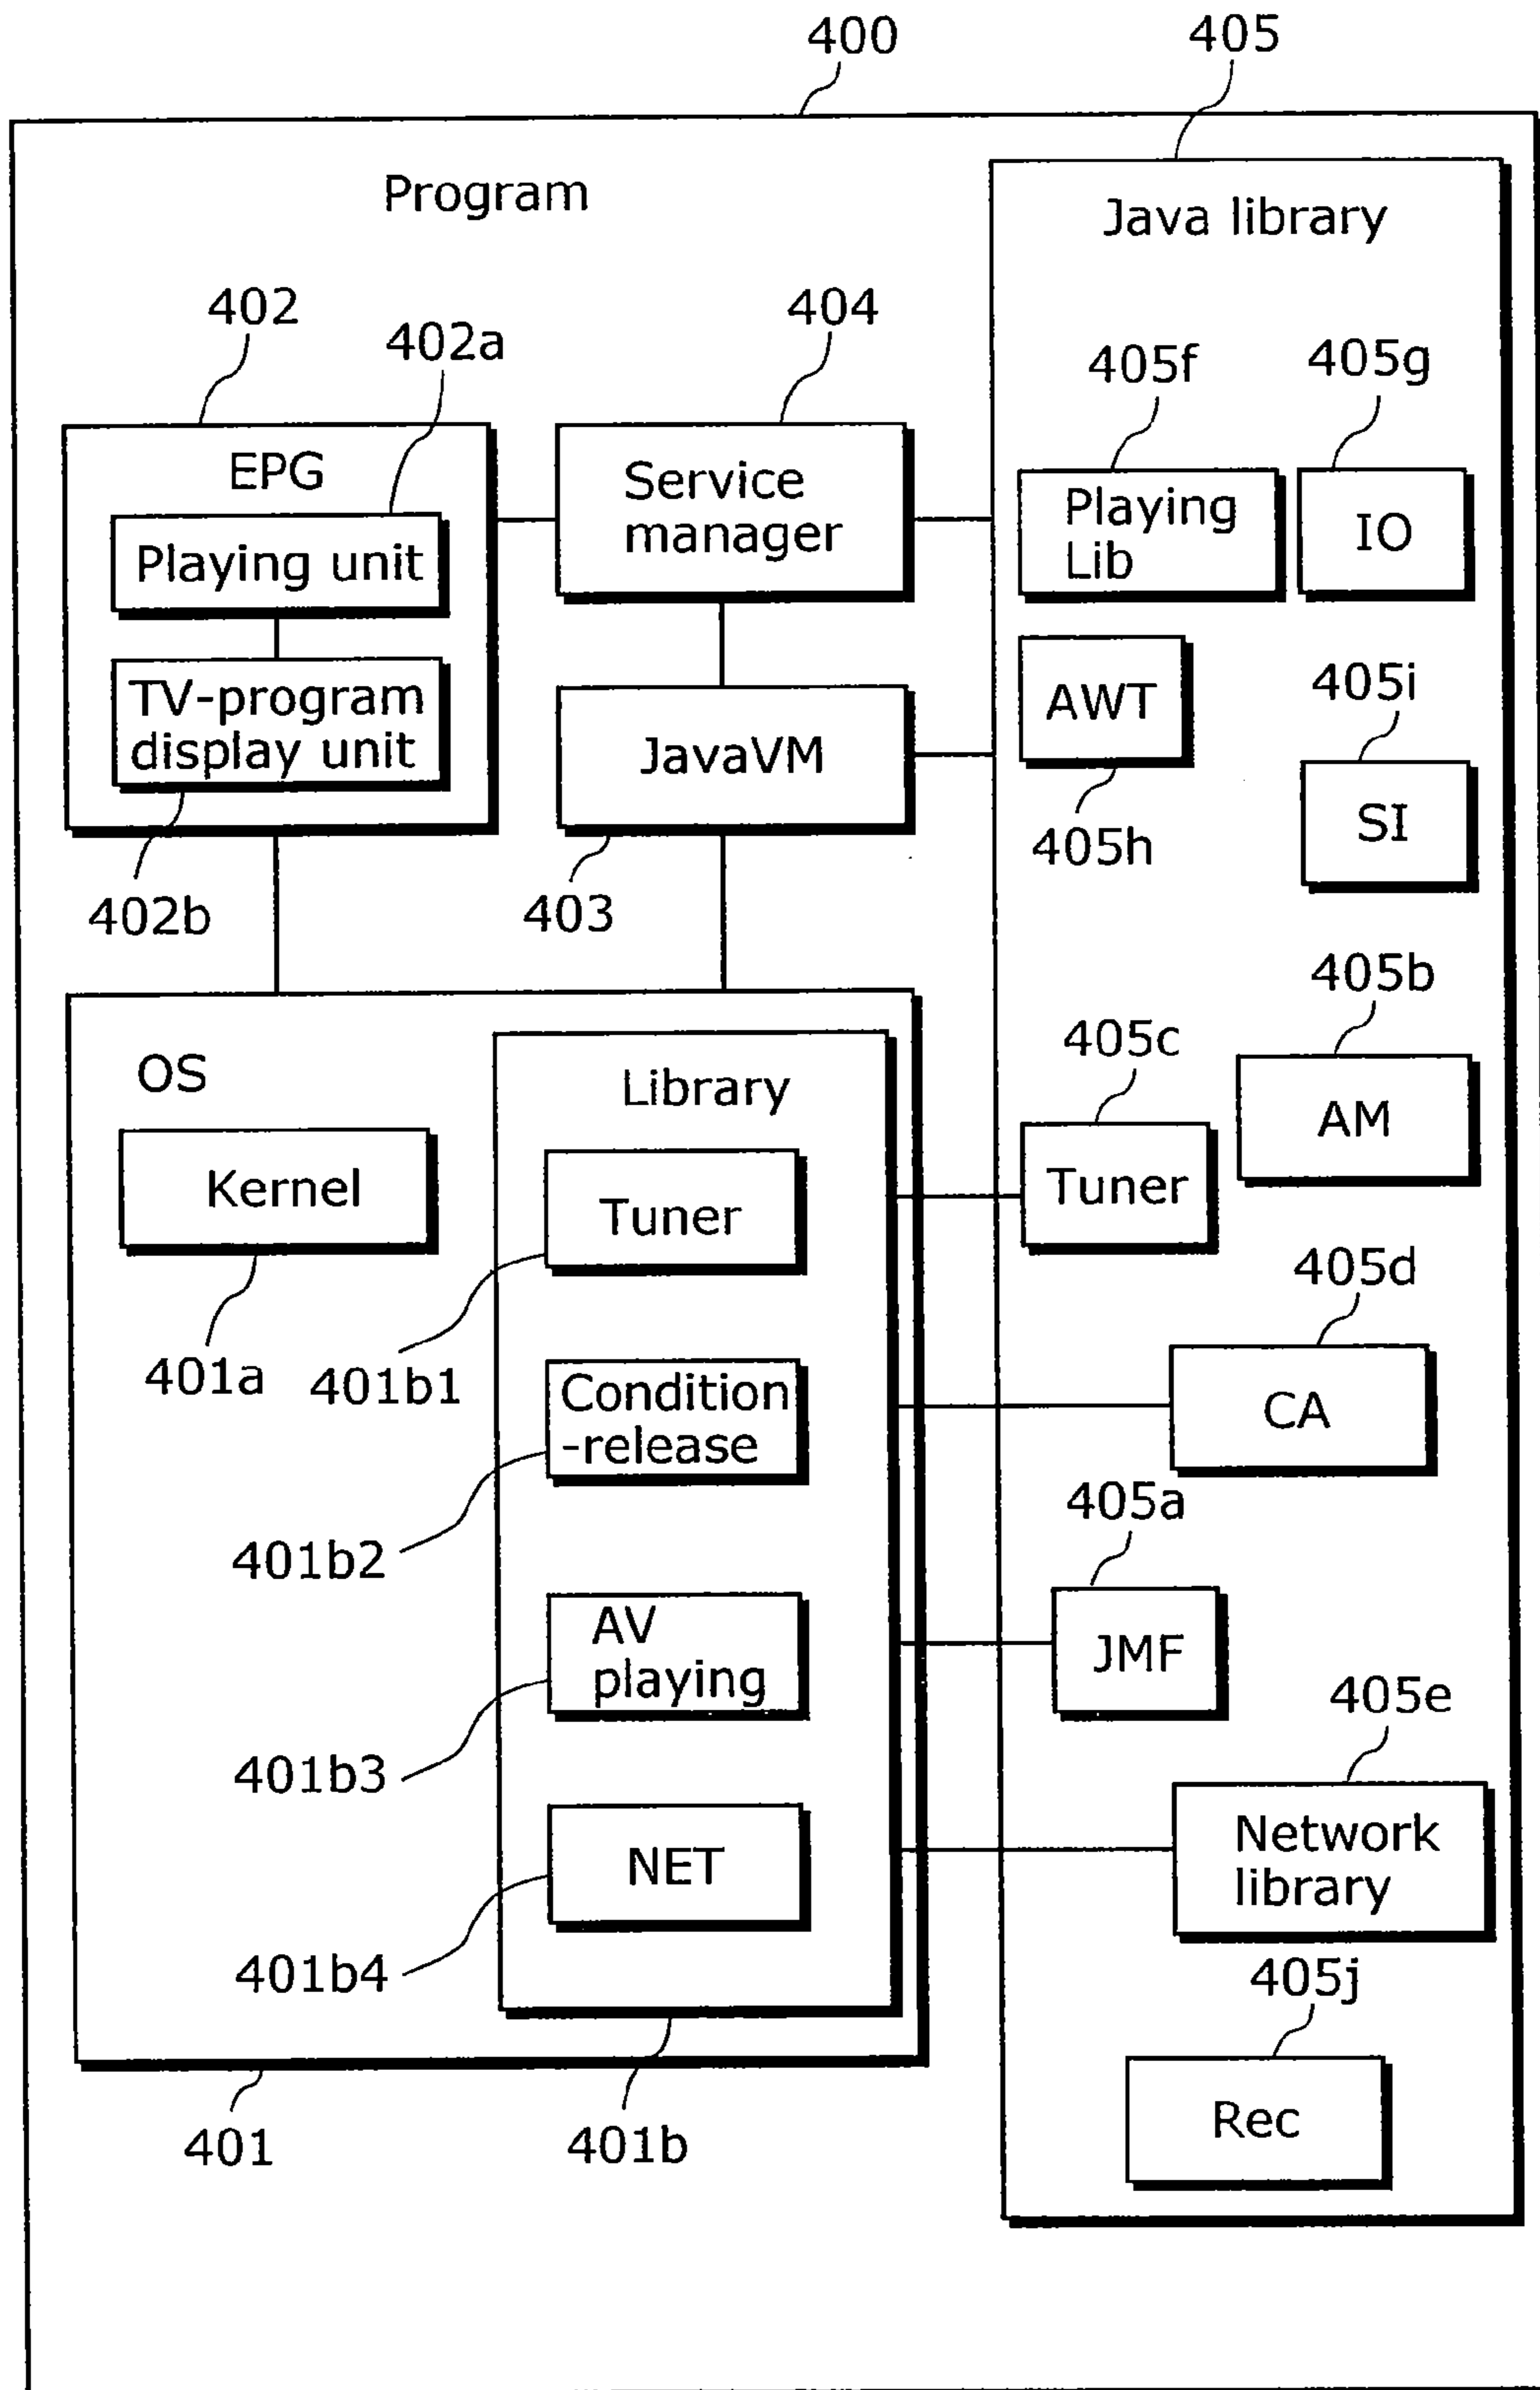 400
405
Program
Java library
402
402a
404
405f
405g
EPG
Playing unit
TV-program
display unit
Service
manager
Playing
Lib
IO
AWT
405i
JavaVM
405h
SI
402b
403
405b
OS
Library
405c
AM
Kernel
Tuner
Tuner
405d
401a
401b1
Condition
-release
CA
405a
401b2
AV
playing
JMF
405e
401b3
NET
Network
library
401b4
405j
Rec
401
401b